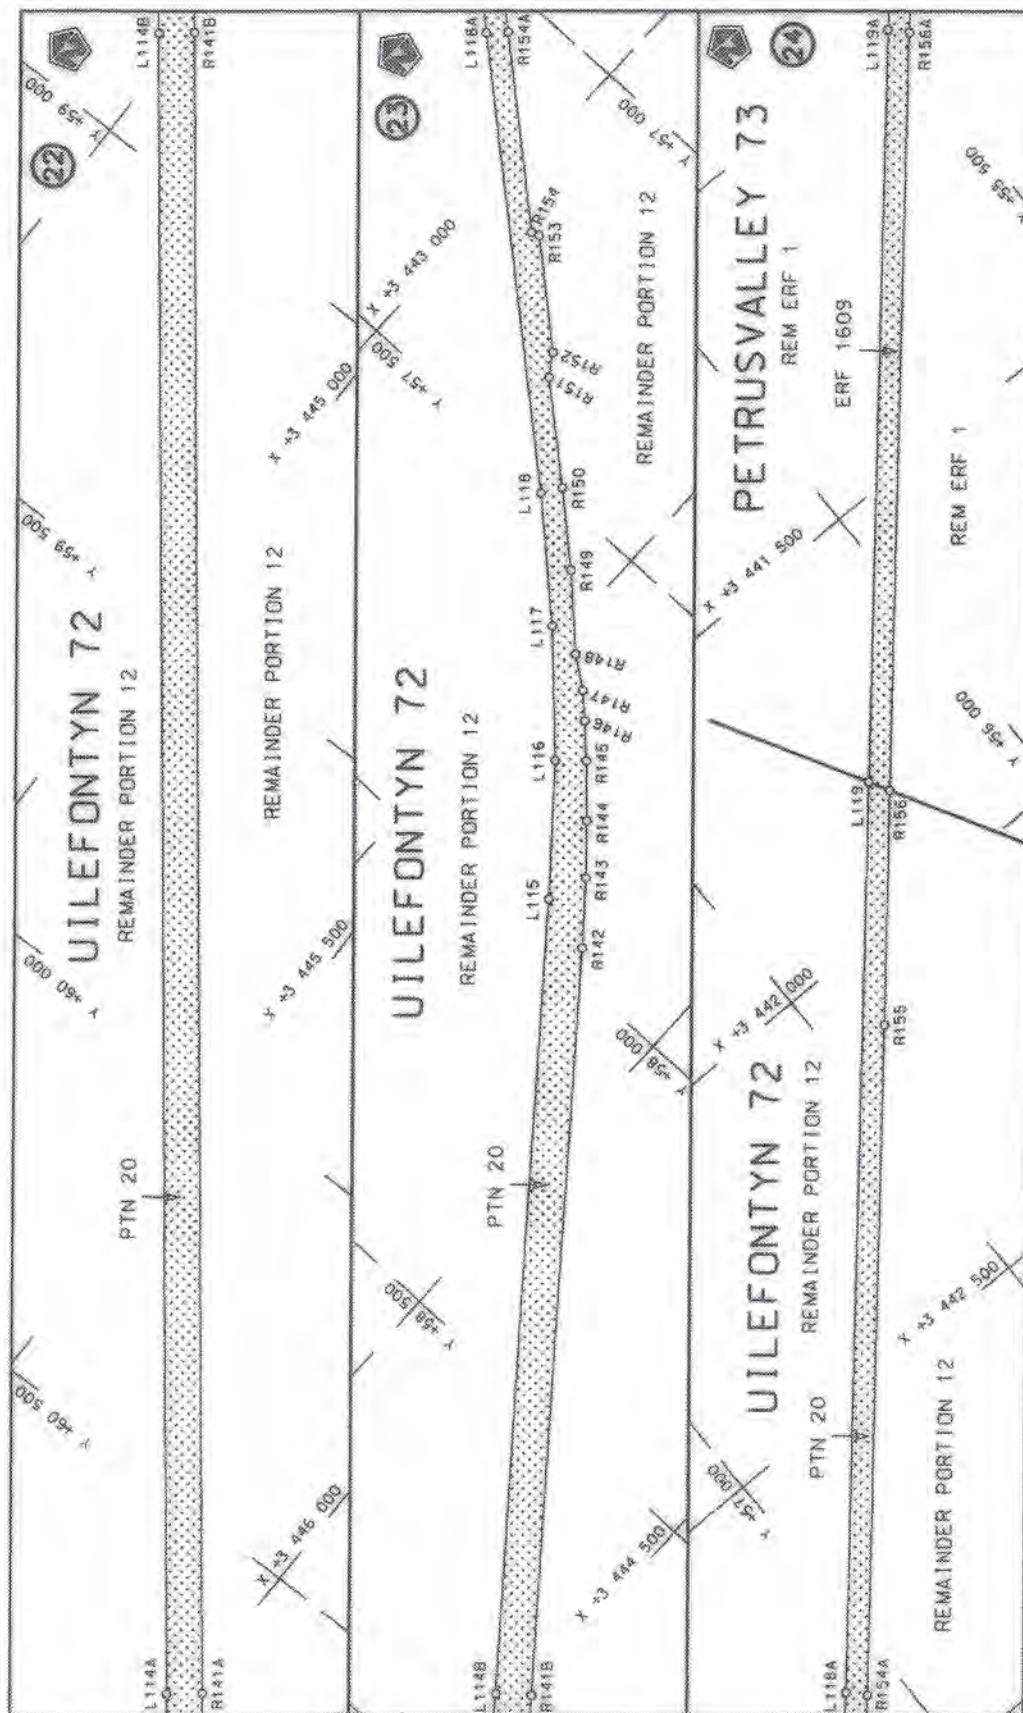 22
L114A
R141A
L114B
R141B
UILEFONTYN 72
REMAINDER PORTION 12
PTN 20
REMAINDER PORTION 12
Y +60 500
Y +60 000
Y +59 500
Y +59 000
X +3 446 000
X +3 445 500
X +3 445 000
23
L114B
R141B
UILEFONTYN 72
REMAINDER PORTION 12
PTN 20
L115
L116
L117
L118
L118A
R142
R143
R144
R145
R146
R147
R148
R149
R150
R151
R152
R153
R154
R154A
REMAINDER PORTION 12
X +3 444 500
Y +58 500
Y +58 000
Y +57 500
X +3 443 000
Y +57 000
24
L118A
R154A
UILEFONTYN 72
REMAINDER PORTION 12
PTN 20
REMAINDER PORTION 12
R155
L119
R156
PETRUSVALLEY 73
REM ERF 1
ERF 1609
REM ERF 1
L119A
R156A
Y +57 000
X +3 442 500
X +3 442 000
X +3 441 500
Y +56 000
+55 500